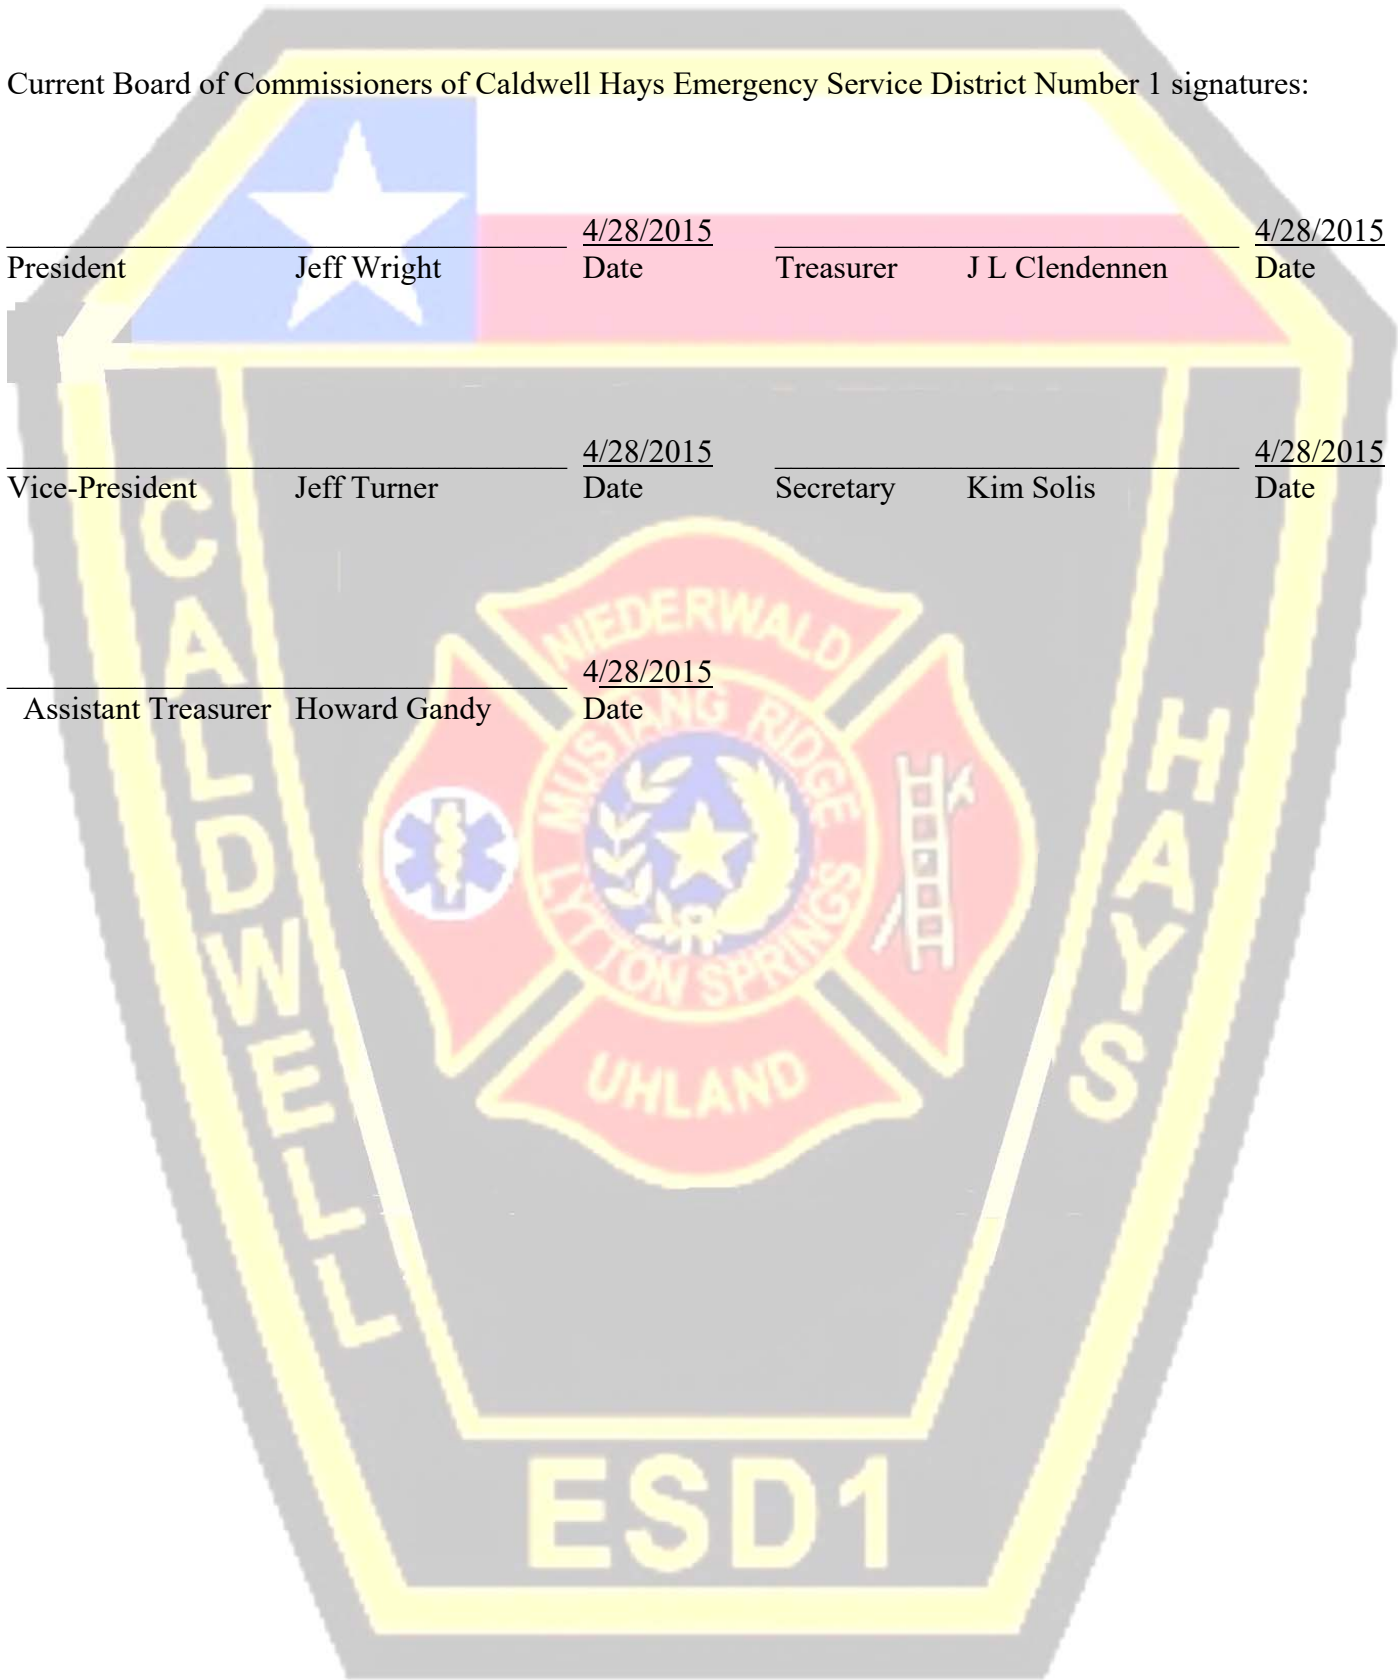 Current Board of Commissioners of Caldwell Hays Emergency Service District Number 1 signatures:
4/28/2015 4/28/2015
President Jeff Wright Date Treasurer J L Clendennen Date
4/28/2015 4/28/2015
Vice-President Jeff Turner Date Secretary Kim Solis Date
4/28/2015
Assistant Treasurer Howard Gandy Date
CALDWELL
HAYS
NIEDERWALD
MUSTANG RIDGE
LYTTON SPRINGS
UHLAND
ESD1